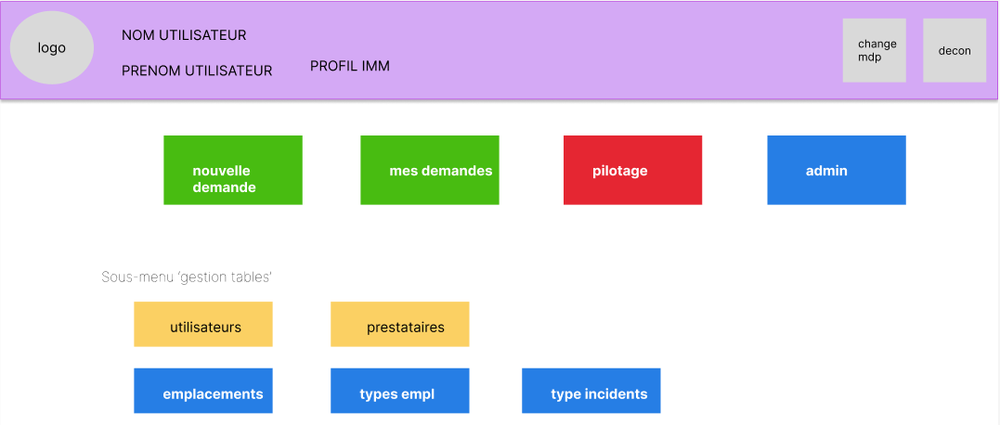 logo
NOM UTILISATEUR
PRENOM UTILISATEUR
PROFIL IMM
change
mdp
decon
nouvelle
demande
mes demandes
pilotage
admin
Sous-menu ‘gestion tables’
utilisateurs
prestataires
emplacements
types empl
type incidents